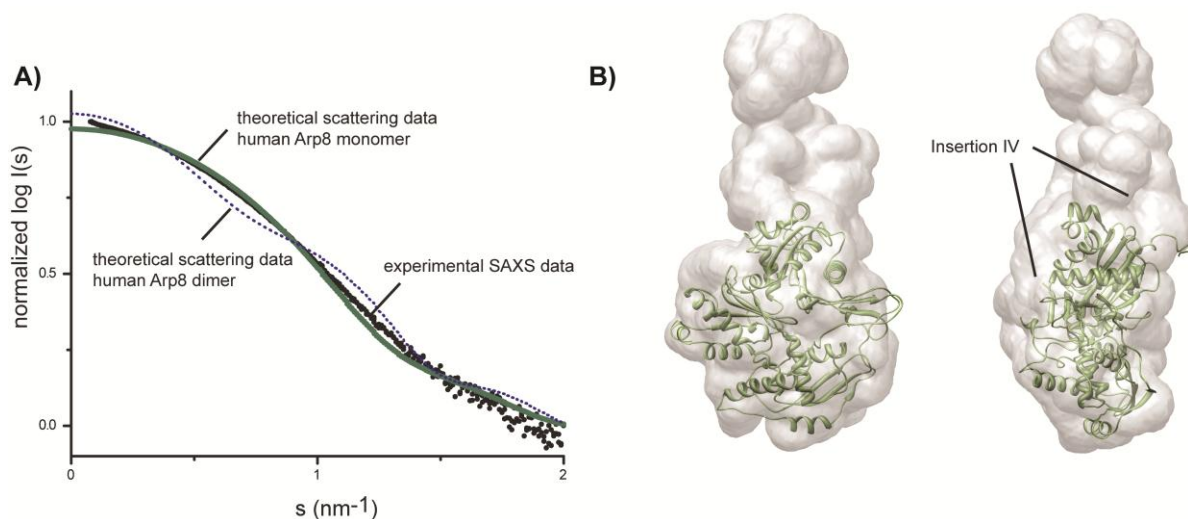 A)
normalized log I(s)
1.0
0.5
0.0
0
1
2
s (nm-1)
theoretical scattering data
human Arp8 monomer
theoretical scattering data
human Arp8 dimer
experimental SAXS data
B)
Insertion IV